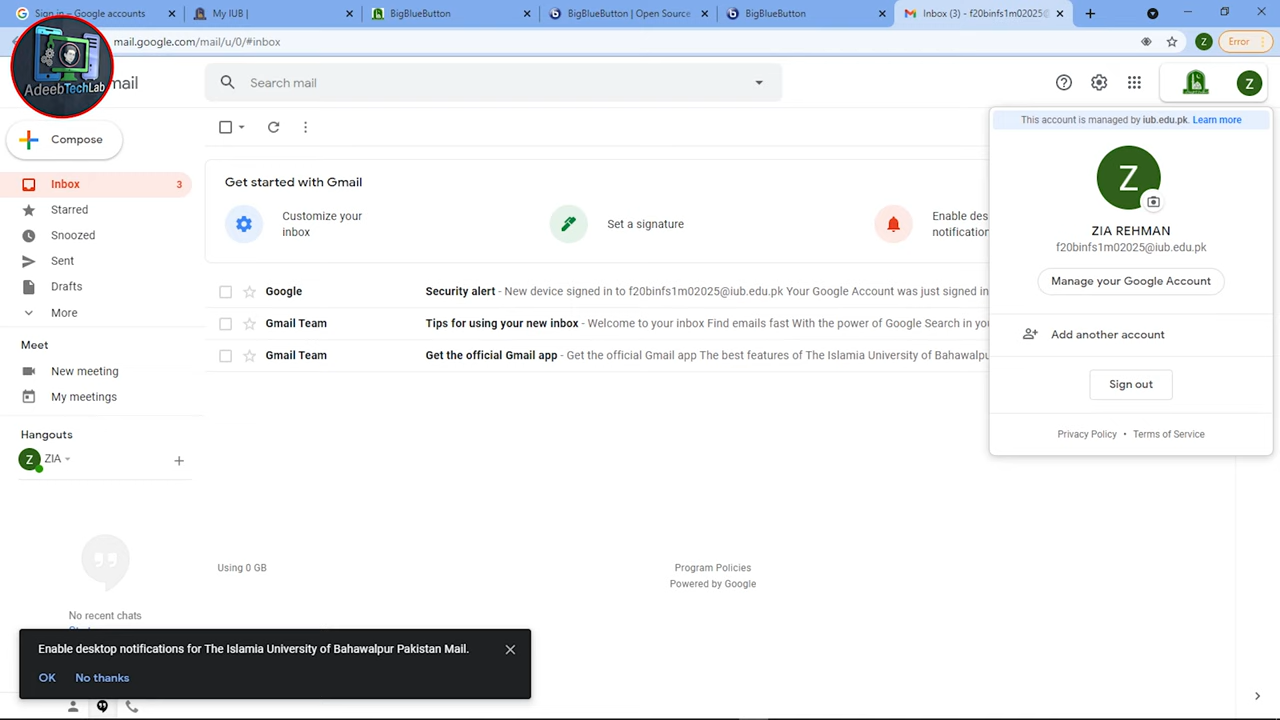 Sign in – Google accounts
My IUB |
BigBlueButton
BigBlueButton | Open Source
BigBlueButton
Inbox (3) - f20binfs1m02025@
mail.google.com/mail/u/0/#inbox
Z
Error
AdeebTechLab
mail
Search mail
Z
Compose
This account is managed by iub.edu.pk. Learn more
Inbox 3
Get started with Gmail
Z
Starred
Customize your
inbox
Set a signature
Enable des
notification
Snoozed
ZIA REHMAN
f20binfs1m02025@iub.edu.pk
Sent
Manage your Google Account
Drafts
Google Security alert - New device signed in to f20binfs1m02025@iub.edu.pk Your Google Account was just signed in
More
Gmail Team Tips for using your new inbox - Welcome to your inbox Find emails fast With the power of Google Search in you
Add another account
Meet
Gmail Team Get the official Gmail app - Get the official Gmail app The best features of The Islamia University of Bahawalpu
New meeting
Sign out
My meetings
Hangouts
Privacy Policy • Terms of Service
Z ZIA
Using 0 GB
Program Policies
Powered by Google
No recent chats
Enable desktop notifications for The Islamia University of Bahawalpur Pakistan Mail.
OK No thanks